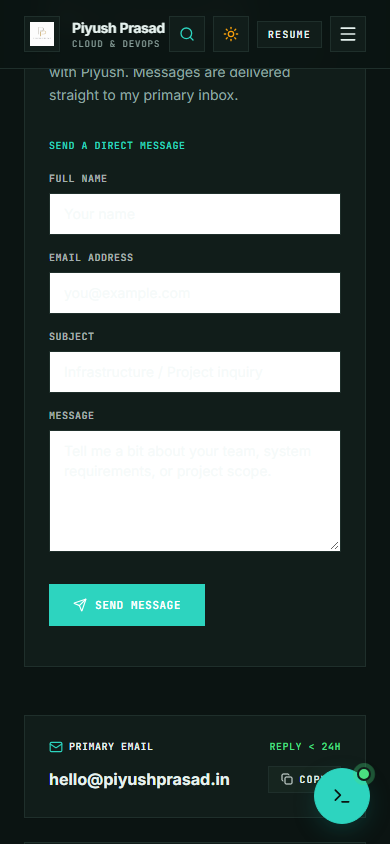 Piyush Prasad
CLOUD & DEVOPS
RESUME
with Piyush. Messages are delivered
straight to my primary inbox.
SEND A DIRECT MESSAGE
FULL NAME
Your name
EMAIL ADDRESS
you@example.com
SUBJECT
Infrastructure / Project inquiry
MESSAGE
Tell me a bit about your team, system
requirements, or project scope.
SEND MESSAGE
PRIMARY EMAIL
REPLY < 24H
hello@piyushprasad.in